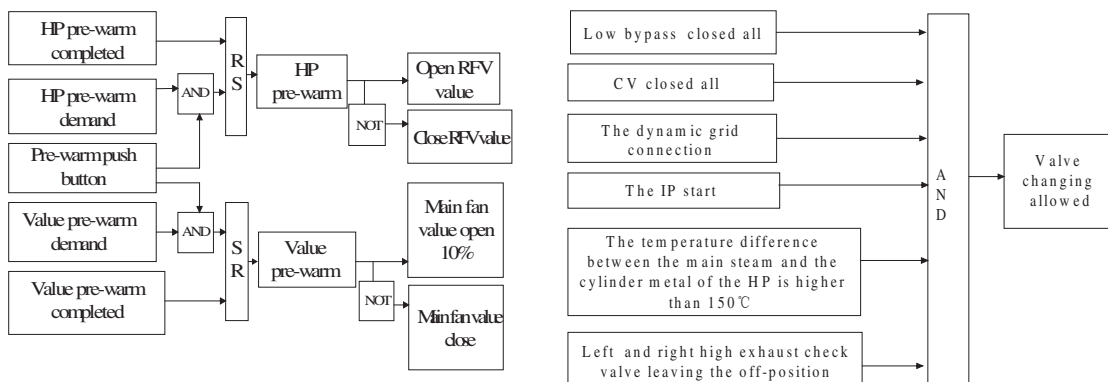 HP pre-warm
completed
HP pre-warm
demand
Pre-warm push
button
Value pre-warm
demand
Value pre-warm
completed
AND
AND
R
S
S
R
HP
pre-warm
Value
pre-warm
NOT
NOT
Open RFV
value
Close RFV value
Main fan
value open
10%
Main fan value
close
Low bypass closed all
CV closed all
The dynamic grid
connection
The IP start
The temperature difference
between the main steam and the
cylinder metal of the HP is higher
than 150℃
Left and right high exhaust check
valve leaving the off-position
A
N
D
Valve
changing
allowed